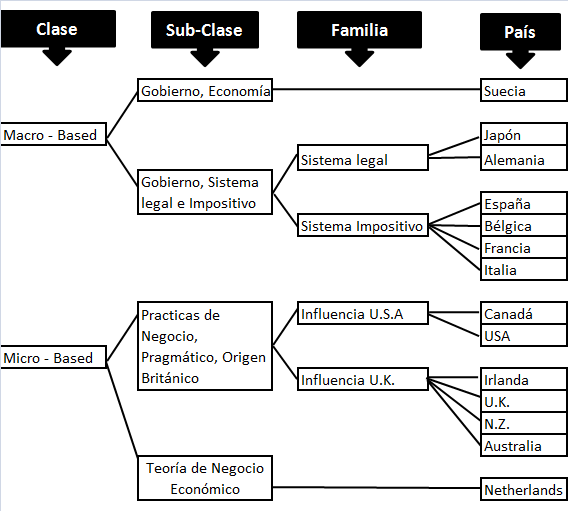 Clase
Sub-Clase
Familia
País
Gobierno, Economía
Suecia
Macro - Based
Japón
Sistema legal
Alemania
Gobierno, Sistema
legal e Impositivo
España
Sistema Impositivo
Bélgica
Francia
Italia
Practicas de
Negocio,
Pragmático, Origen
Británico
Influencia U.S.A
Canadá
USA
Micro - Based
Influencia U.K.
Irlanda
U.K.
N.Z.
Australia
Teoría de Negocio
Económico
Netherlands